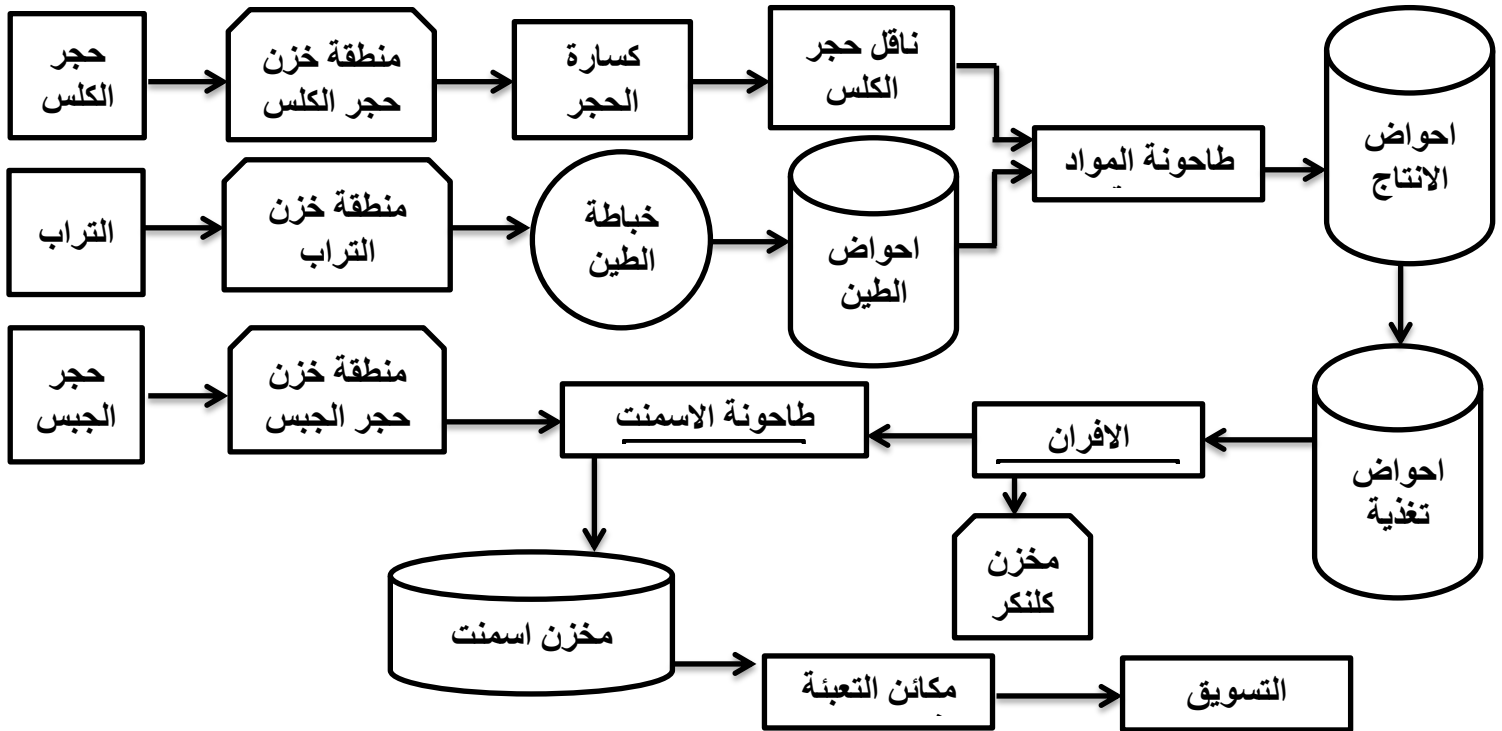 حجر
الكلس
منطقة خزن
حجر الكلس
كسارة
الحجر
ناقل حجر
الكلس
طاحونة المواد
احواض
الانتاج
التراب
منطقة خزن
التراب
خباطة
الطين
احواض
الطين
حجر
الجبس
منطقة خزن
حجر الجبس
طاحونة الاسمنت
الافران
احواض
تغذية
مخزن
كلنكر
مخزن اسمنت
مكائن التعبئة
التسويق